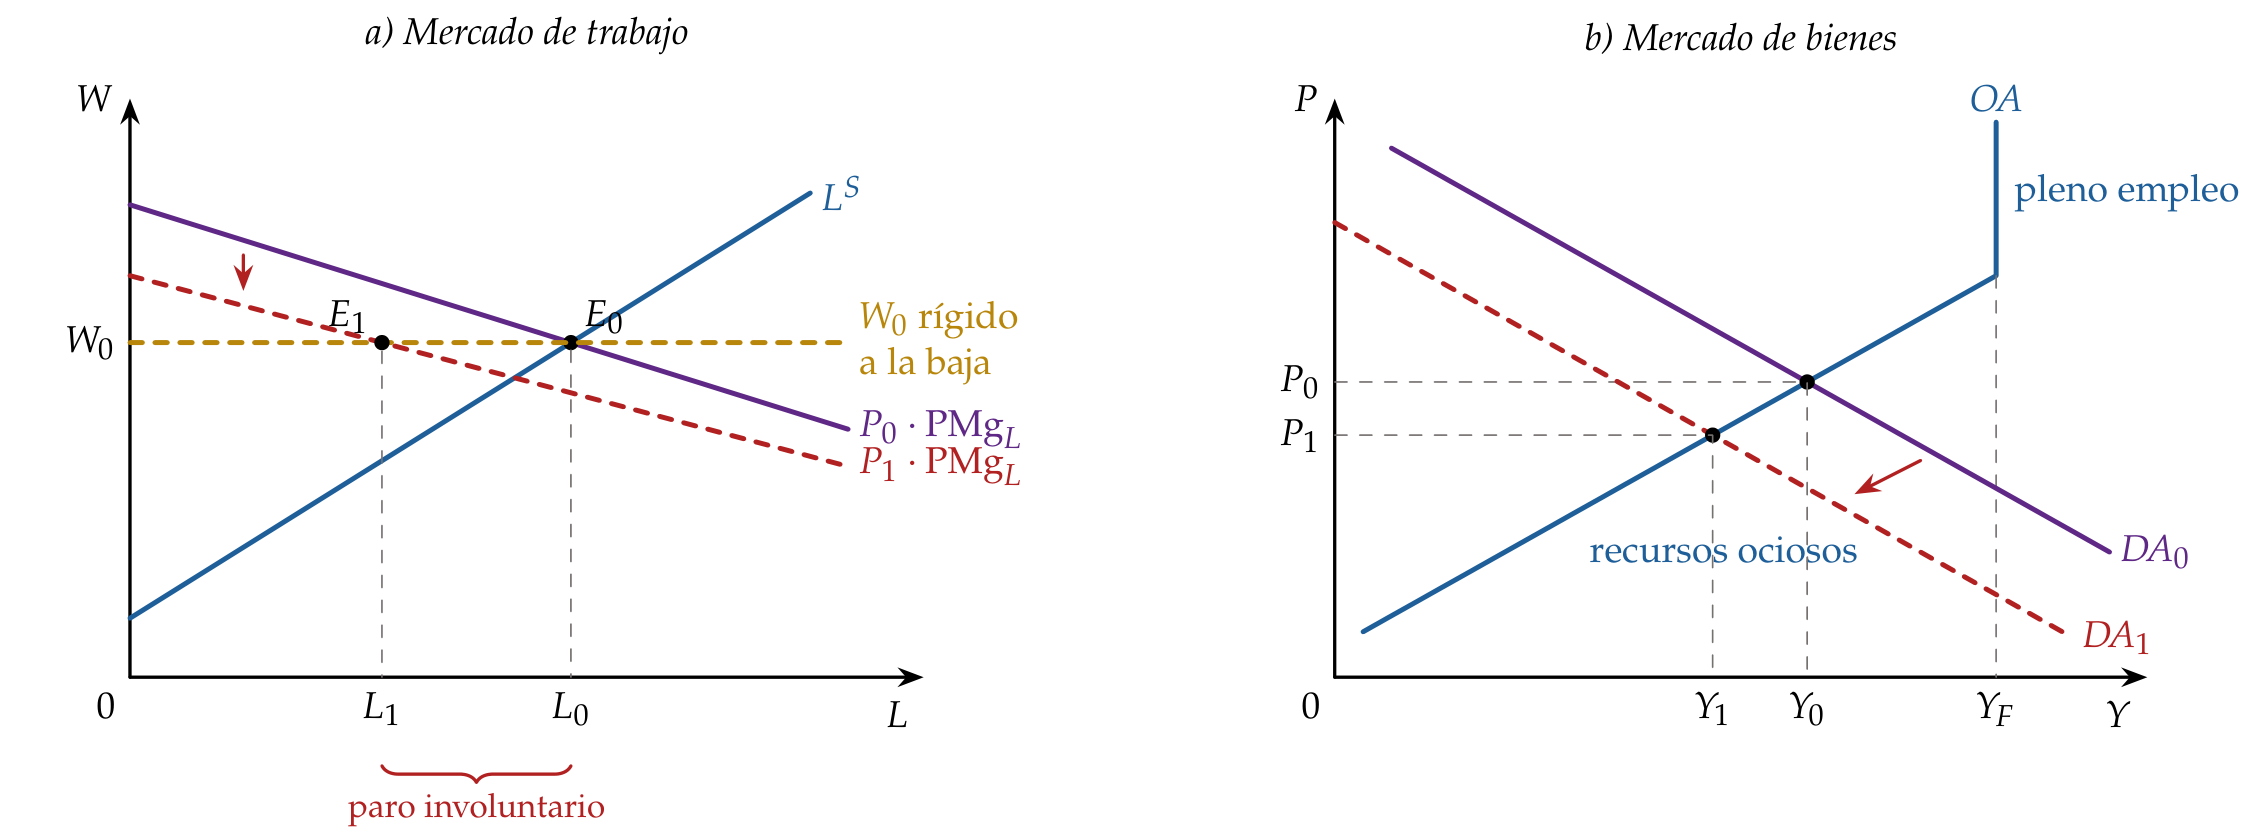 a) Mercado de trabajo
W
L^S
E_1
E_0
W_0
W_0 rígido
a la baja
P_0 · PMg_L
P_1 · PMg_L
0
L_1
L_0
L
paro involuntario
b) Mercado de bienes
P
OA
pleno empleo
P_0
P_1
recursos ociosos
DA_0
DA_1
0
Y_1
Y_0
Y_F
Y